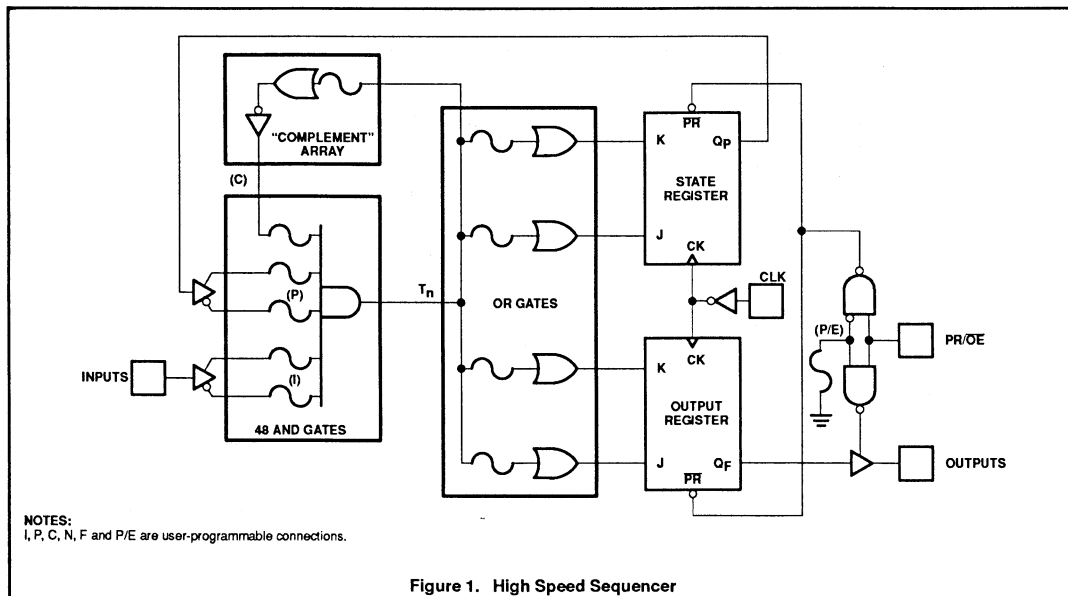 "COMPLEMENT"
ARRAY
(C)
(P)
(I)
INPUTS
48 AND GATES
Tn
OR GATES
K
PR
QP
STATE
REGISTER
J
CK
CLK
(P/E)
PR/OE
CK
K
OUTPUT
REGISTER
J
QF
PR
OUTPUTS
NOTES:
I, P, C, N, F and P/E are user-programmable connections.
Figure 1. High Speed Sequencer